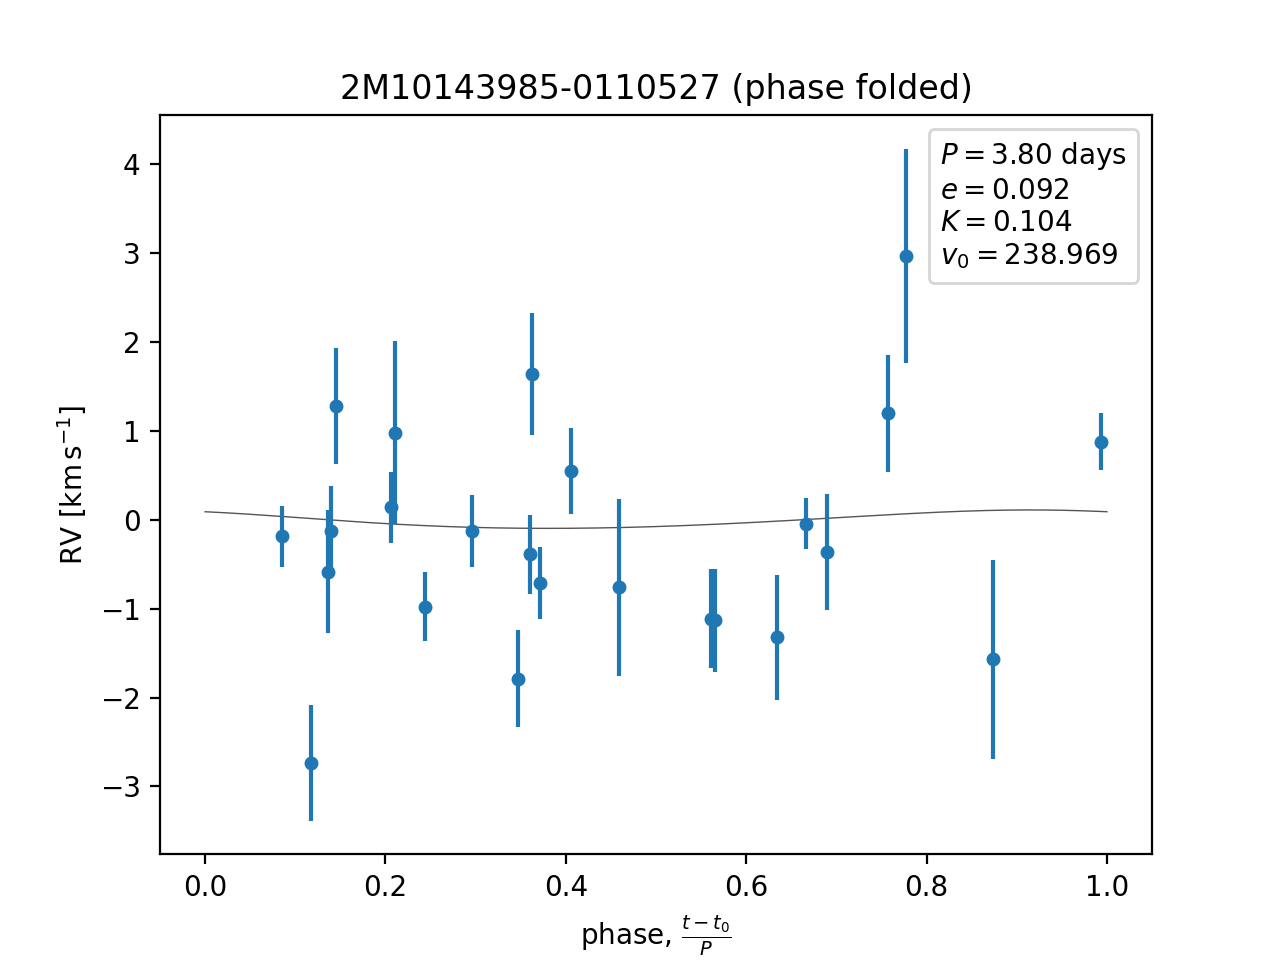 2M10143985-0110527 (phase folded)
P = 3.80 days
e = 0.092
K = 0.104
v₀ = 238.969
4
3
2
1
0
−1
−2
−3
RV [km s⁻¹]
0.0 0.2 0.4 0.6 0.8 1.0
phase, (t − t₀)/P